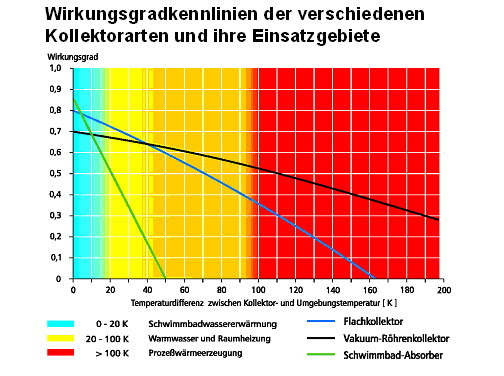 Wirkungsgradkennlinien der verschiedenen
Kollektorarten und ihre Einsatzgebiete
Wirkungsgrad
1,0
0,9
0,8
0,7
0,6
0,5
0,4
0,3
0,2
0,1
0
0 20 40 60 80 100 120 140 160 180 200
Temperaturdifferenz zwischen Kollektor- und Umgebungstemperatur [ K ]
0 - 20 K Schwimmbadwassererwärmung
20 - 100 K Warmwasser und Raumheizung
> 100 K Prozeßwärmeerzeugung
Flachkollektor
Vakuum-Röhrenkollektor
Schwimmbad-Absorber